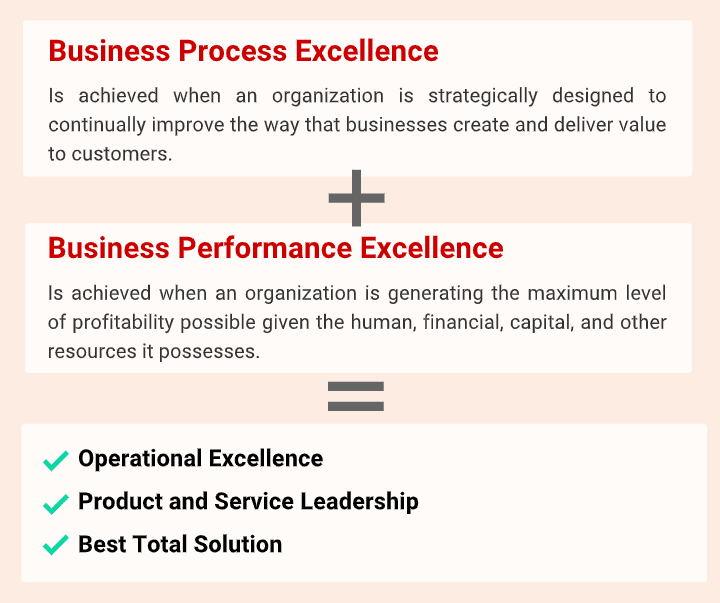 Business Process Excellence
Is achieved when an organization is strategically designed to
continually improve the way that businesses create and deliver value
to customers.
+
Business Performance Excellence
Is achieved when an organization is generating the maximum level
of profitability possible given the human, financial, capital, and other
resources it possesses.
=
Operational Excellence
Product and Service Leadership
Best Total Solution